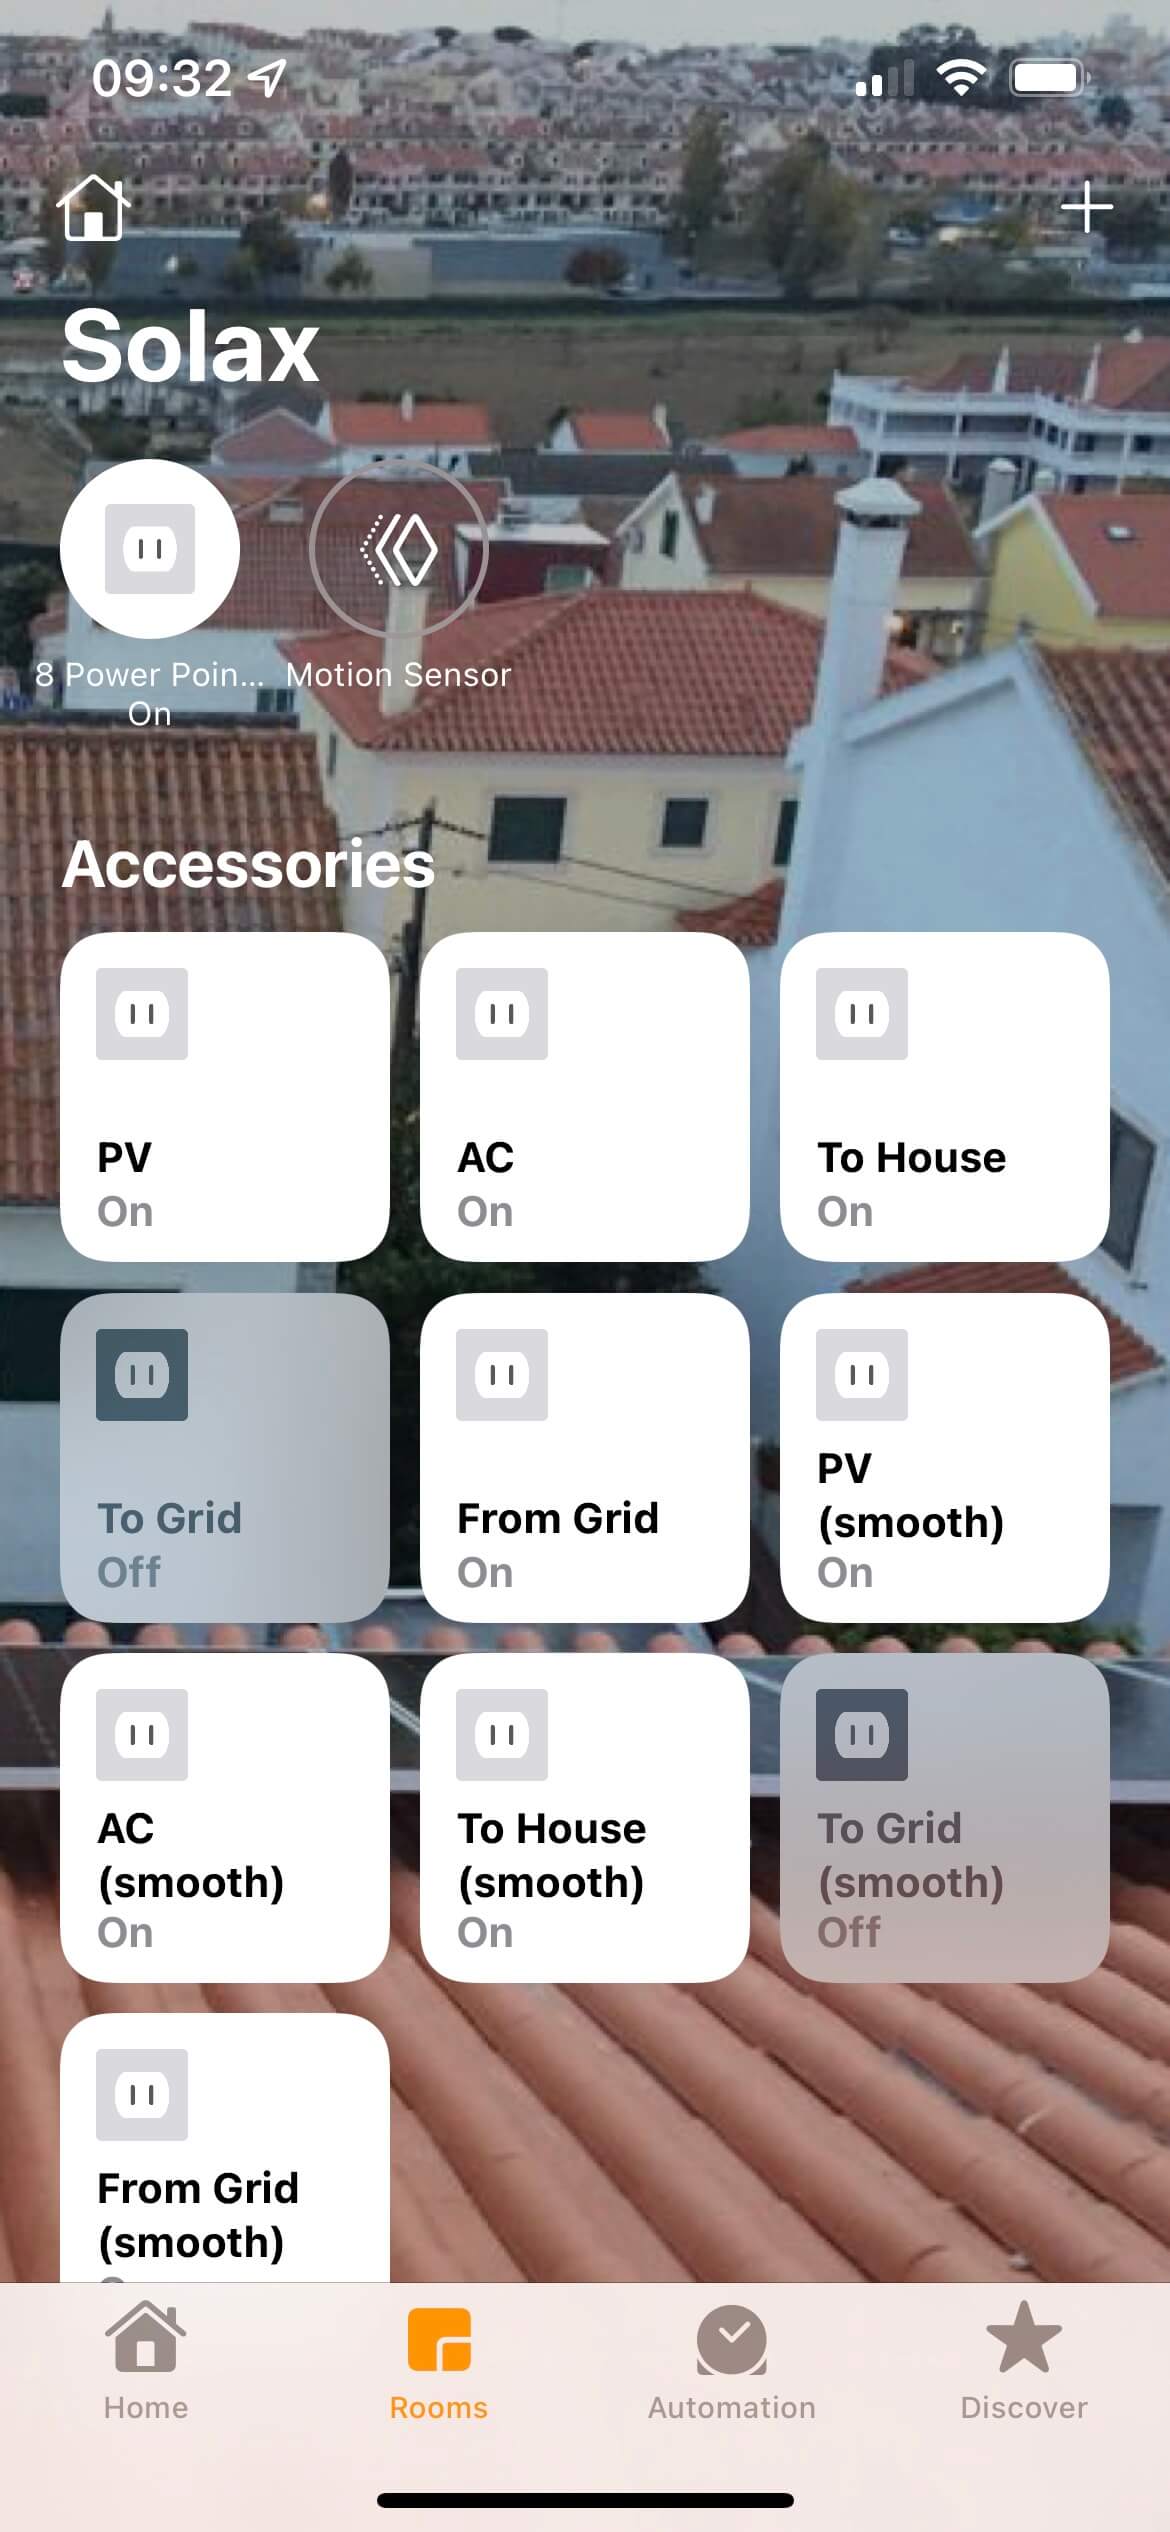 09:32
Solax
8 Power Poin...
On
Motion Sensor
Accessories
PV
On
AC
On
To House
On
To Grid
Off
From Grid
On
PV
(smooth)
On
AC
(smooth)
On
To House
(smooth)
On
To Grid
(smooth)
Off
From Grid
(smooth)
Home
Rooms
Automation
Discover